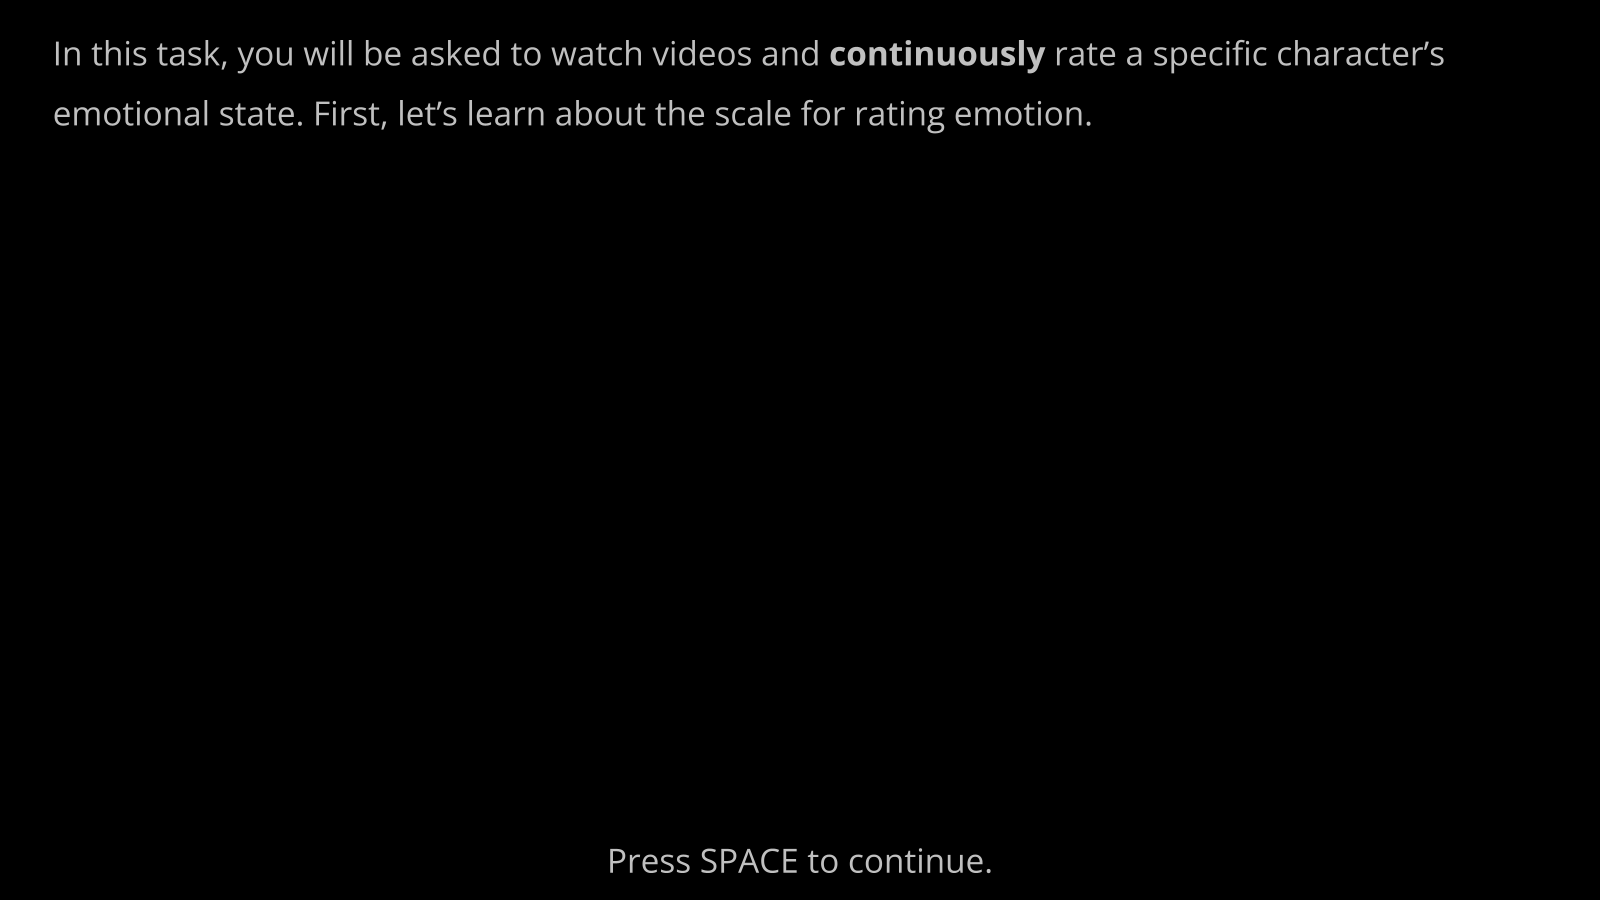 In this task, you will be asked to watch videos and continuously rate a specific character’s
emotional state. First, let’s learn about the scale for rating emotion.
Press SPACE to continue.